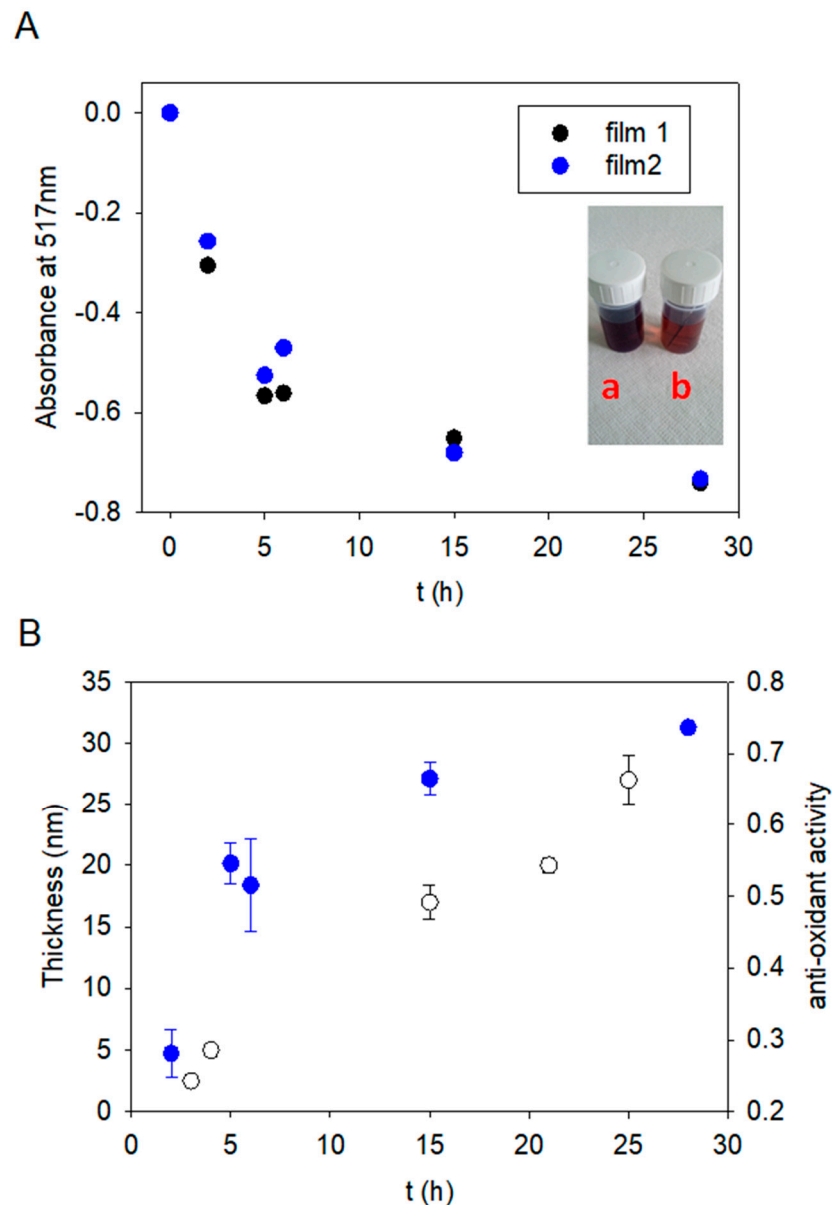 A
Absorbance at 517nm
0.0
-0.2
-0.4
-0.6
-0.8
film 1
film2
a b
0 5 10 15 20 25 30
t (h)
B
Thickness (nm)
35
30
25
20
15
10
5
0
0.8
0.7
0.6
0.5
0.4
0.3
0.2
anti-oxidant activity
0 5 10 15 20 25 30
t (h)